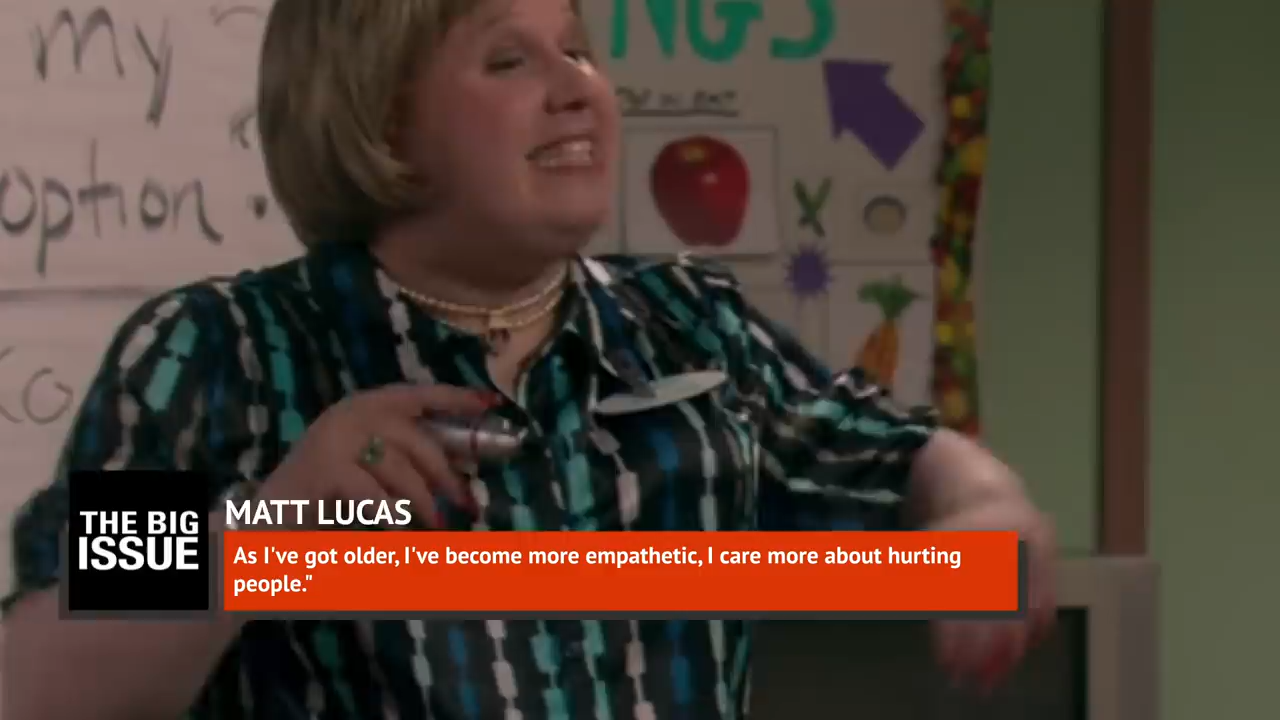 my
NGS
option.
THE BIG
ISSUE
MATT LUCAS
As I've got older, I've become more empathetic, I care more about hurting
people."